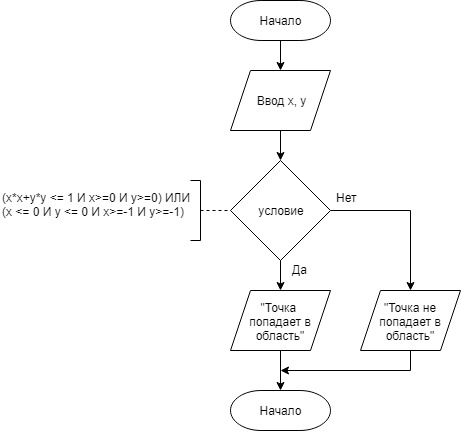 Начало
Ввод x, y
(x*x+y*y <= 1 И x>=0 И y>=0) ИЛИ
(x <= 0 И y <= 0 И x>=-1 И y>=-1)
условие
Нет
Да
"Точка
попадает в
область"
"Точка не
попадает в
область"
Начало